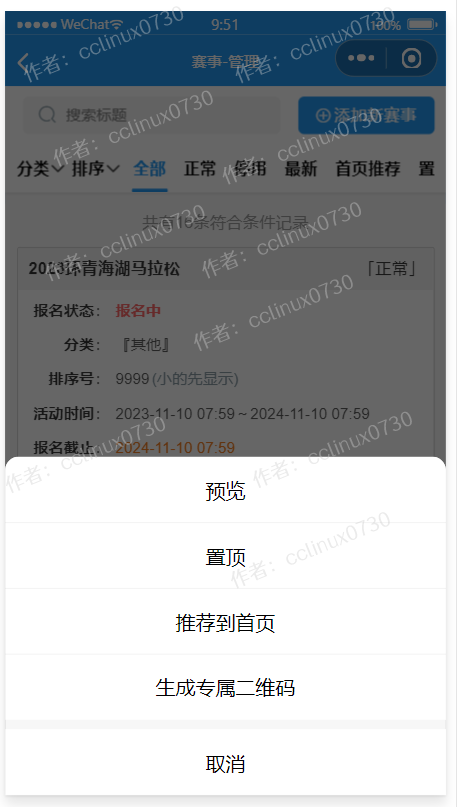 WeChat 9:51 100%
赛事-管理
搜索标题 添加新赛事
分类 排序 全部 正常 停用 最新 首页推荐 置
共有16条符合条件记录
2023环青海湖马拉松 「正常」
报名状态： 报名中
分类： 『其他』
排序号： 9999 (小的先显示)
活动时间： 2023-11-10 07:59～2024-11-10 07:59
报名截止： 2024-11-10 07:59
预览
置顶
推荐到首页
生成专属二维码
取消
作者：cclinux0730
作者：cclinux0730
作者：cclinux0730
作者：cclinux0730
作者：cclinux0730
作者：cclinux0730
作者：cclinux0730
作者：cclinux0730
作者：cclinux0730
作者：cclinux0730